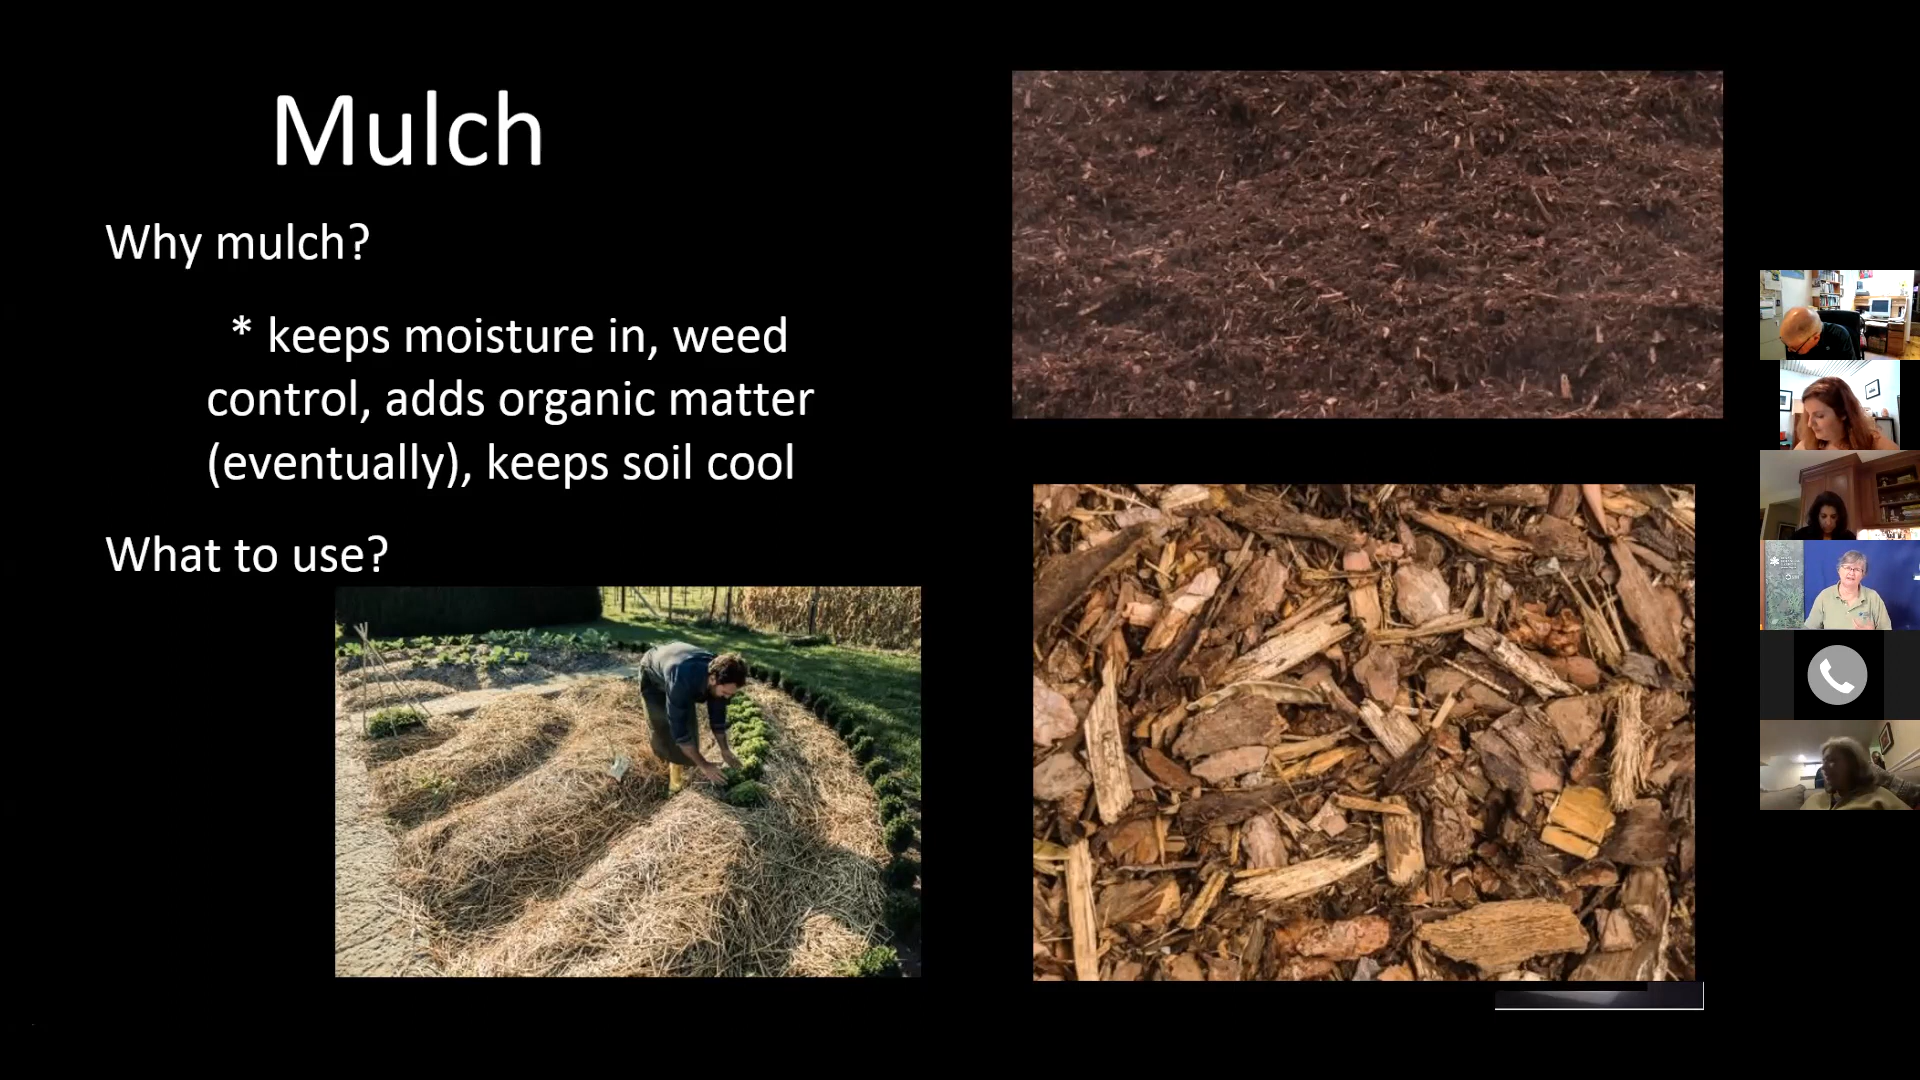 Mulch
Why mulch?
* keeps moisture in, weed
control, adds organic matter
(eventually), keeps soil cool
What to use?